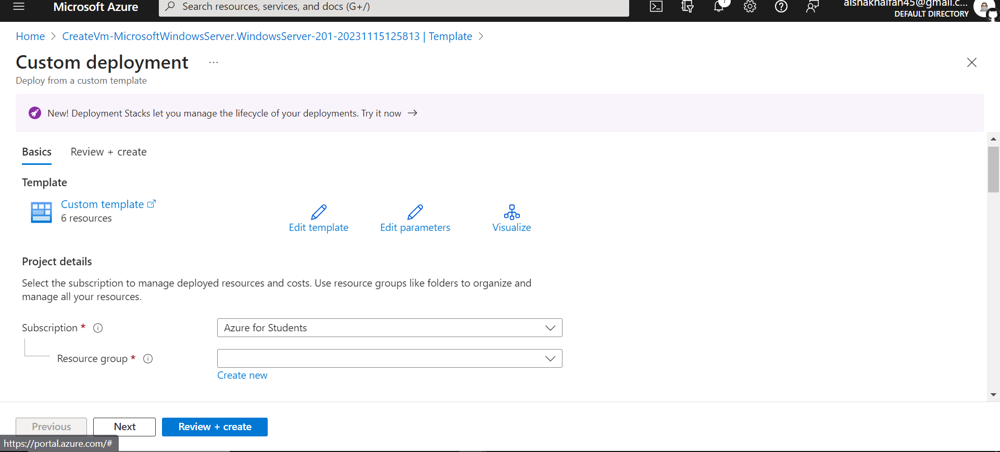 Microsoft Azure
Search resources, services, and docs (G+/)
1
aishakhalfan45@gmail.c...
DEFAULT DIRECTORY
Home > CreateVm-MicrosoftWindowsServer.WindowsServer-201-20231115125813 | Template >
Custom deployment ...
Deploy from a custom template
New! Deployment Stacks let you manage the lifecycle of your deployments. Try it now →
Basics Review + create
Template
Custom template
6 resources
Edit template Edit parameters Visualize
Project details
Select the subscription to manage deployed resources and costs. Use resource groups like folders to organize and
manage all your resources.
Subscription * Azure for Students
Resource group *
Create new
Previous Next Review + create
https://portal.azure.com/#